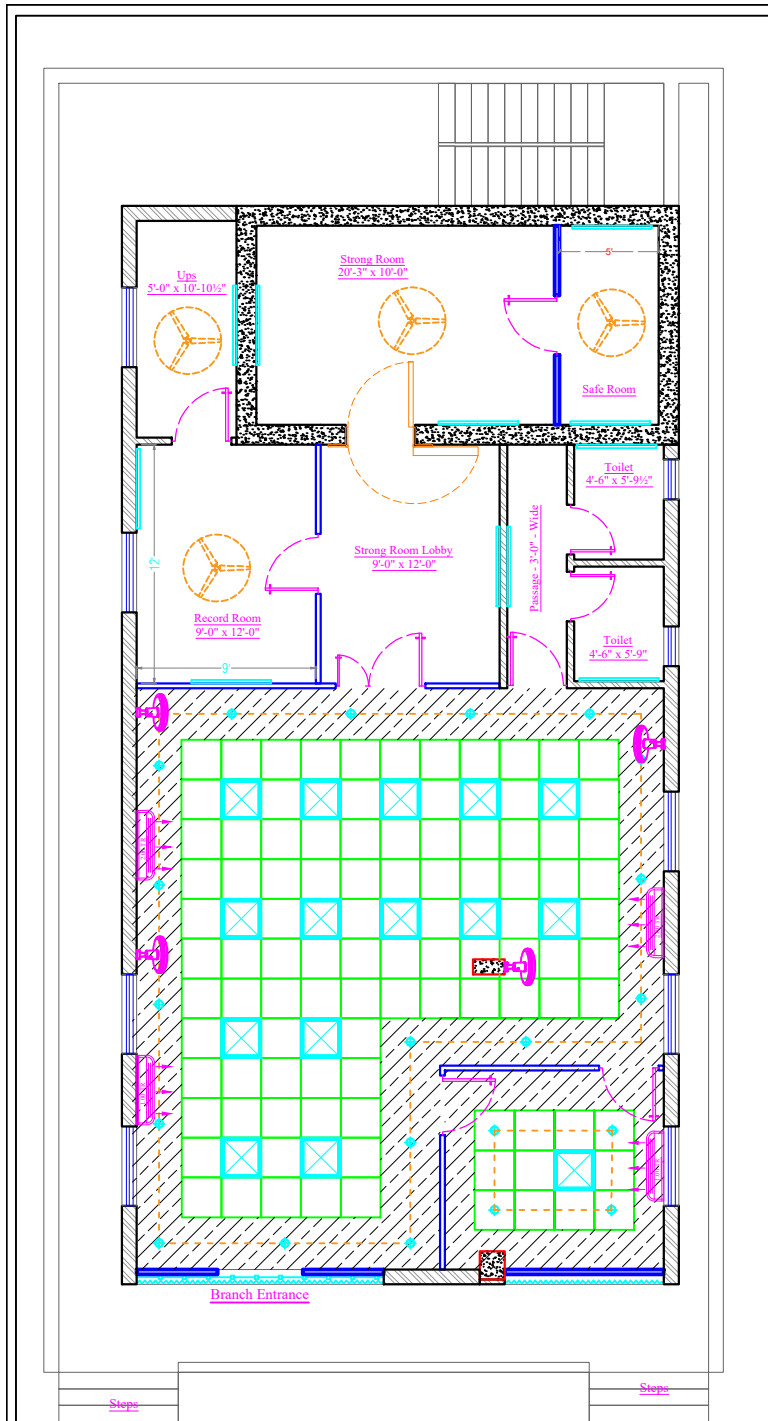 Strong Room
20'-3" x 10'-0"
5'
Ups
5'-0" x 10'-10½"
Safe Room
Toilet
4'-6" x 5'-9½"
12'
Passage - 3'-0" - Wide
Strong Room Lobby
9'-0" x 12'-0"
Record Room
9'-0" x 12'-0"
Toilet
4'-6" x 5'-9"
9'
Branch Entrance
Steps
Steps